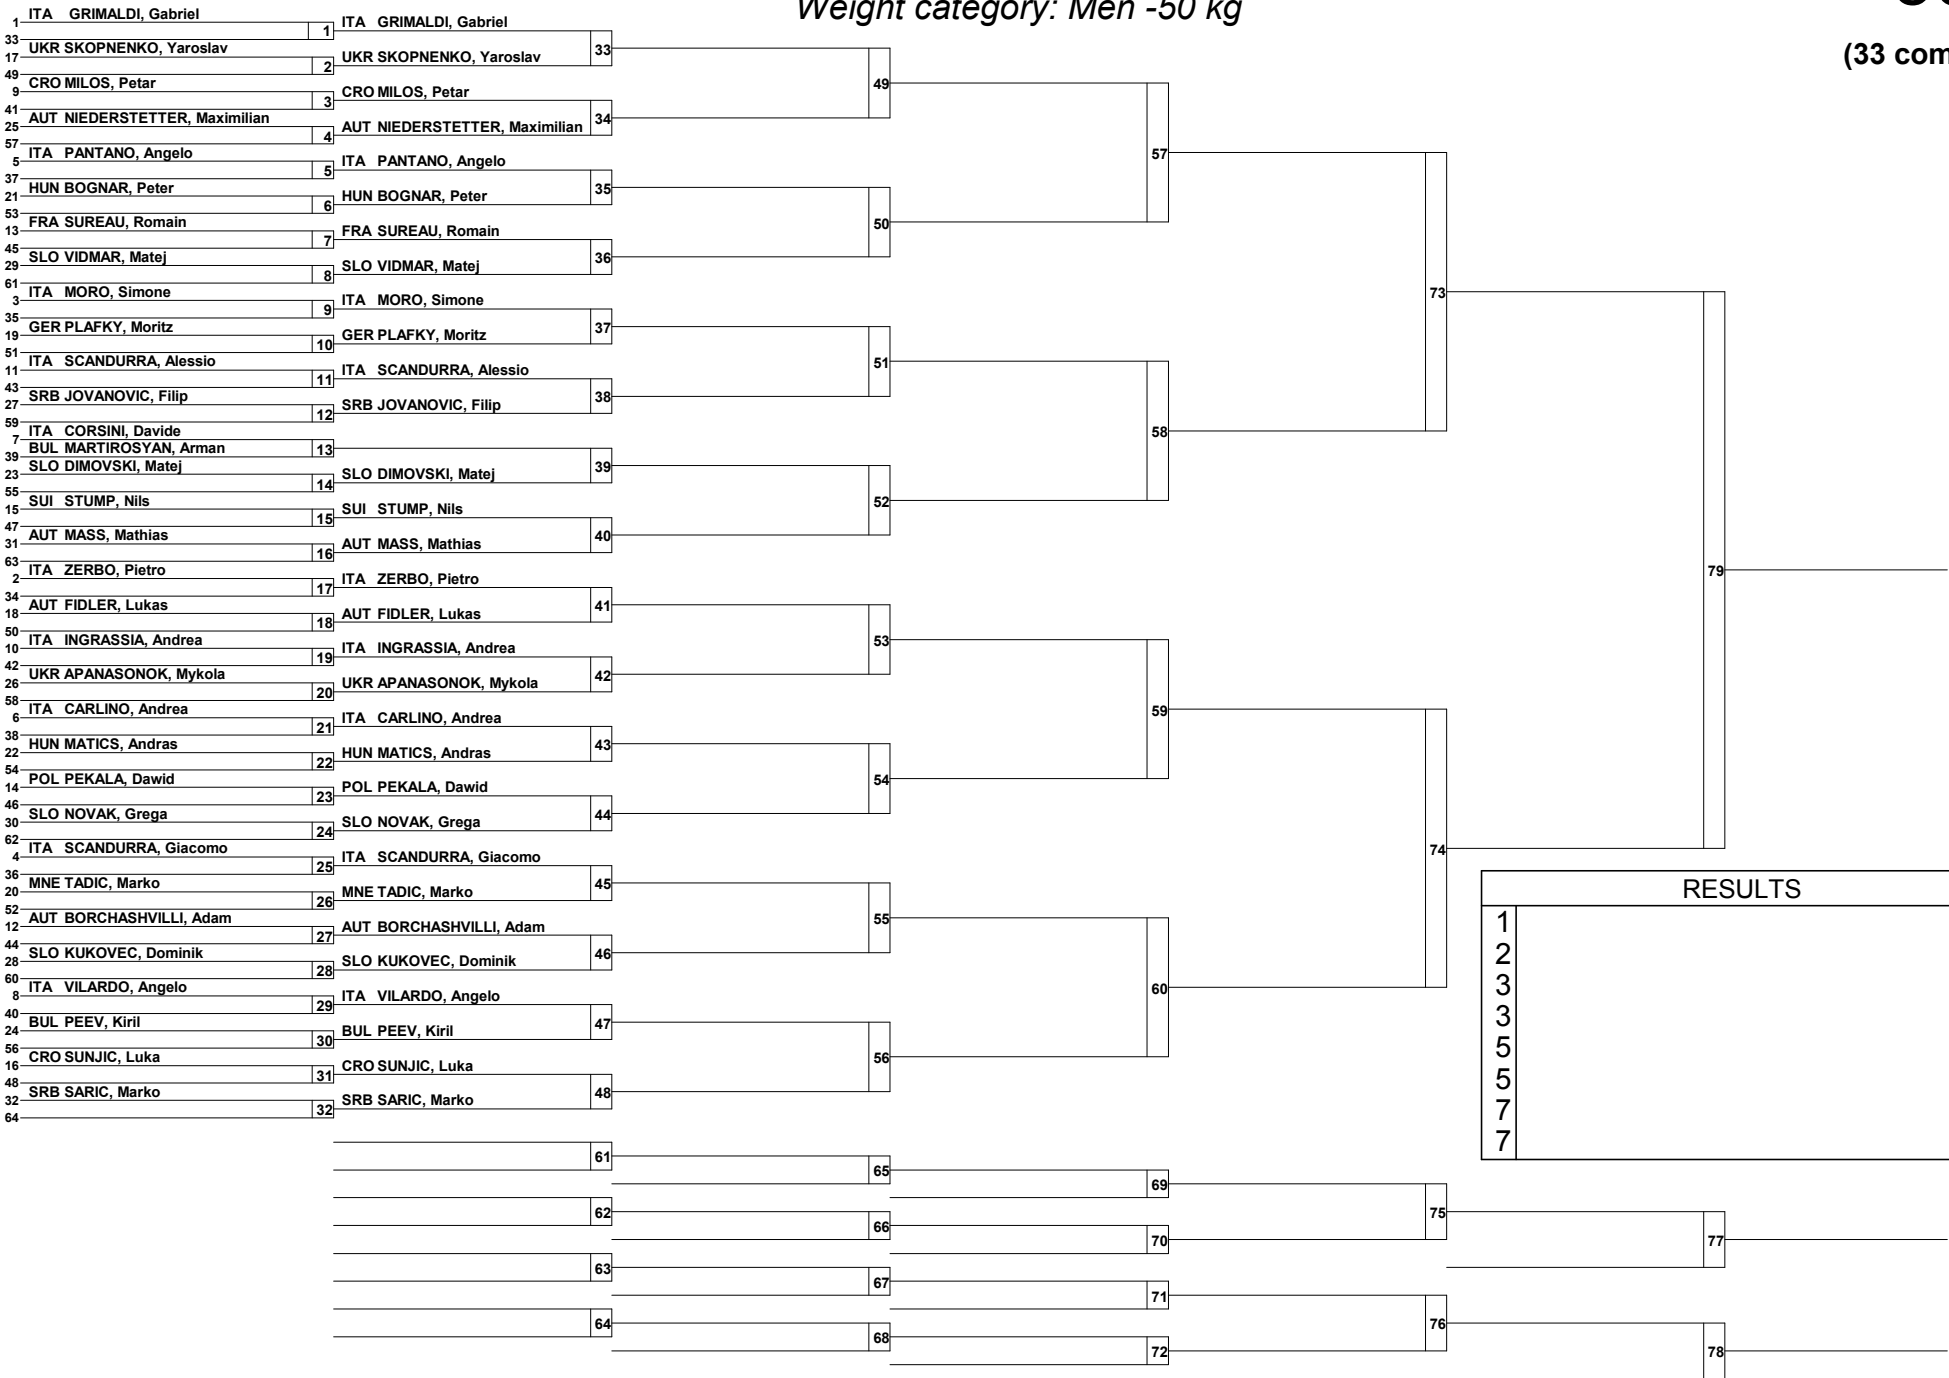 Weight category: Men -50 kg
(33 com
1 ITA GRIMALDI, Gabriel
33
17 UKR SKOPNENKO, Yaroslav
49
9 CRO MILOS, Petar
41
25 AUT NIEDERSTETTER, Maximilian
57
5 ITA PANTANO, Angelo
37
21 HUN BOGNAR, Peter
53
13 FRA SUREAU, Romain
45
29 SLO VIDMAR, Matej
61
3 ITA MORO, Simone
35
19 GER PLAFKY, Moritz
51
11 ITA SCANDURRA, Alessio
43
27 SRB JOVANOVIC, Filip
59
7 ITA CORSINI, Davide
39 BUL MARTIROSYAN, Arman
23 SLO DIMOVSKI, Matej
55
15 SUI STUMP, Nils
47
31 AUT MASS, Mathias
63
2 ITA ZERBO, Pietro
34
18 AUT FIDLER, Lukas
50
10 ITA INGRASSIA, Andrea
42
26 UKR APANASONOK, Mykola
58
6 ITA CARLINO, Andrea
38
22 HUN MATICS, Andras
54
14 POL PEKALA, Dawid
46
30 SLO NOVAK, Grega
62
4 ITA SCANDURRA, Giacomo
36
20 MNE TADIC, Marko
52
12 AUT BORCHASHVILLI, Adam
44
28 SLO KUKOVEC, Dominik
60
8 ITA VILARDO, Angelo
40
24 BUL PEEV, Kiril
56
16 CRO SUNJIC, Luka
48
32 SRB SARIC, Marko
64
1 ITA GRIMALDI, Gabriel
2 UKR SKOPNENKO, Yaroslav
3 CRO MILOS, Petar
4 AUT NIEDERSTETTER, Maximilian
5 ITA PANTANO, Angelo
6 HUN BOGNAR, Peter
7 FRA SUREAU, Romain
8 SLO VIDMAR, Matej
9 ITA MORO, Simone
10 GER PLAFKY, Moritz
11 ITA SCANDURRA, Alessio
12 SRB JOVANOVIC, Filip
13
14 SLO DIMOVSKI, Matej
15 SUI STUMP, Nils
16 AUT MASS, Mathias
17 ITA ZERBO, Pietro
18 AUT FIDLER, Lukas
19 ITA INGRASSIA, Andrea
20 UKR APANASONOK, Mykola
21 ITA CARLINO, Andrea
22 HUN MATICS, Andras
23 POL PEKALA, Dawid
24 SLO NOVAK, Grega
25 ITA SCANDURRA, Giacomo
26 MNE TADIC, Marko
27 AUT BORCHASHVILLI, Adam
28 SLO KUKOVEC, Dominik
29 ITA VILARDO, Angelo
30 BUL PEEV, Kiril
31 CRO SUNJIC, Luka
32 SRB SARIC, Marko
33
34
35
36
37
38
39
40
41
42
43
44
45
46
47
48
61
62
63
64
49
50
51
52
53
54
55
56
65
66
67
68
57
58
59
60
69
70
71
72
73
74
75
76
79
77
78
RESULTS
1
2
3
3
5
5
7
7